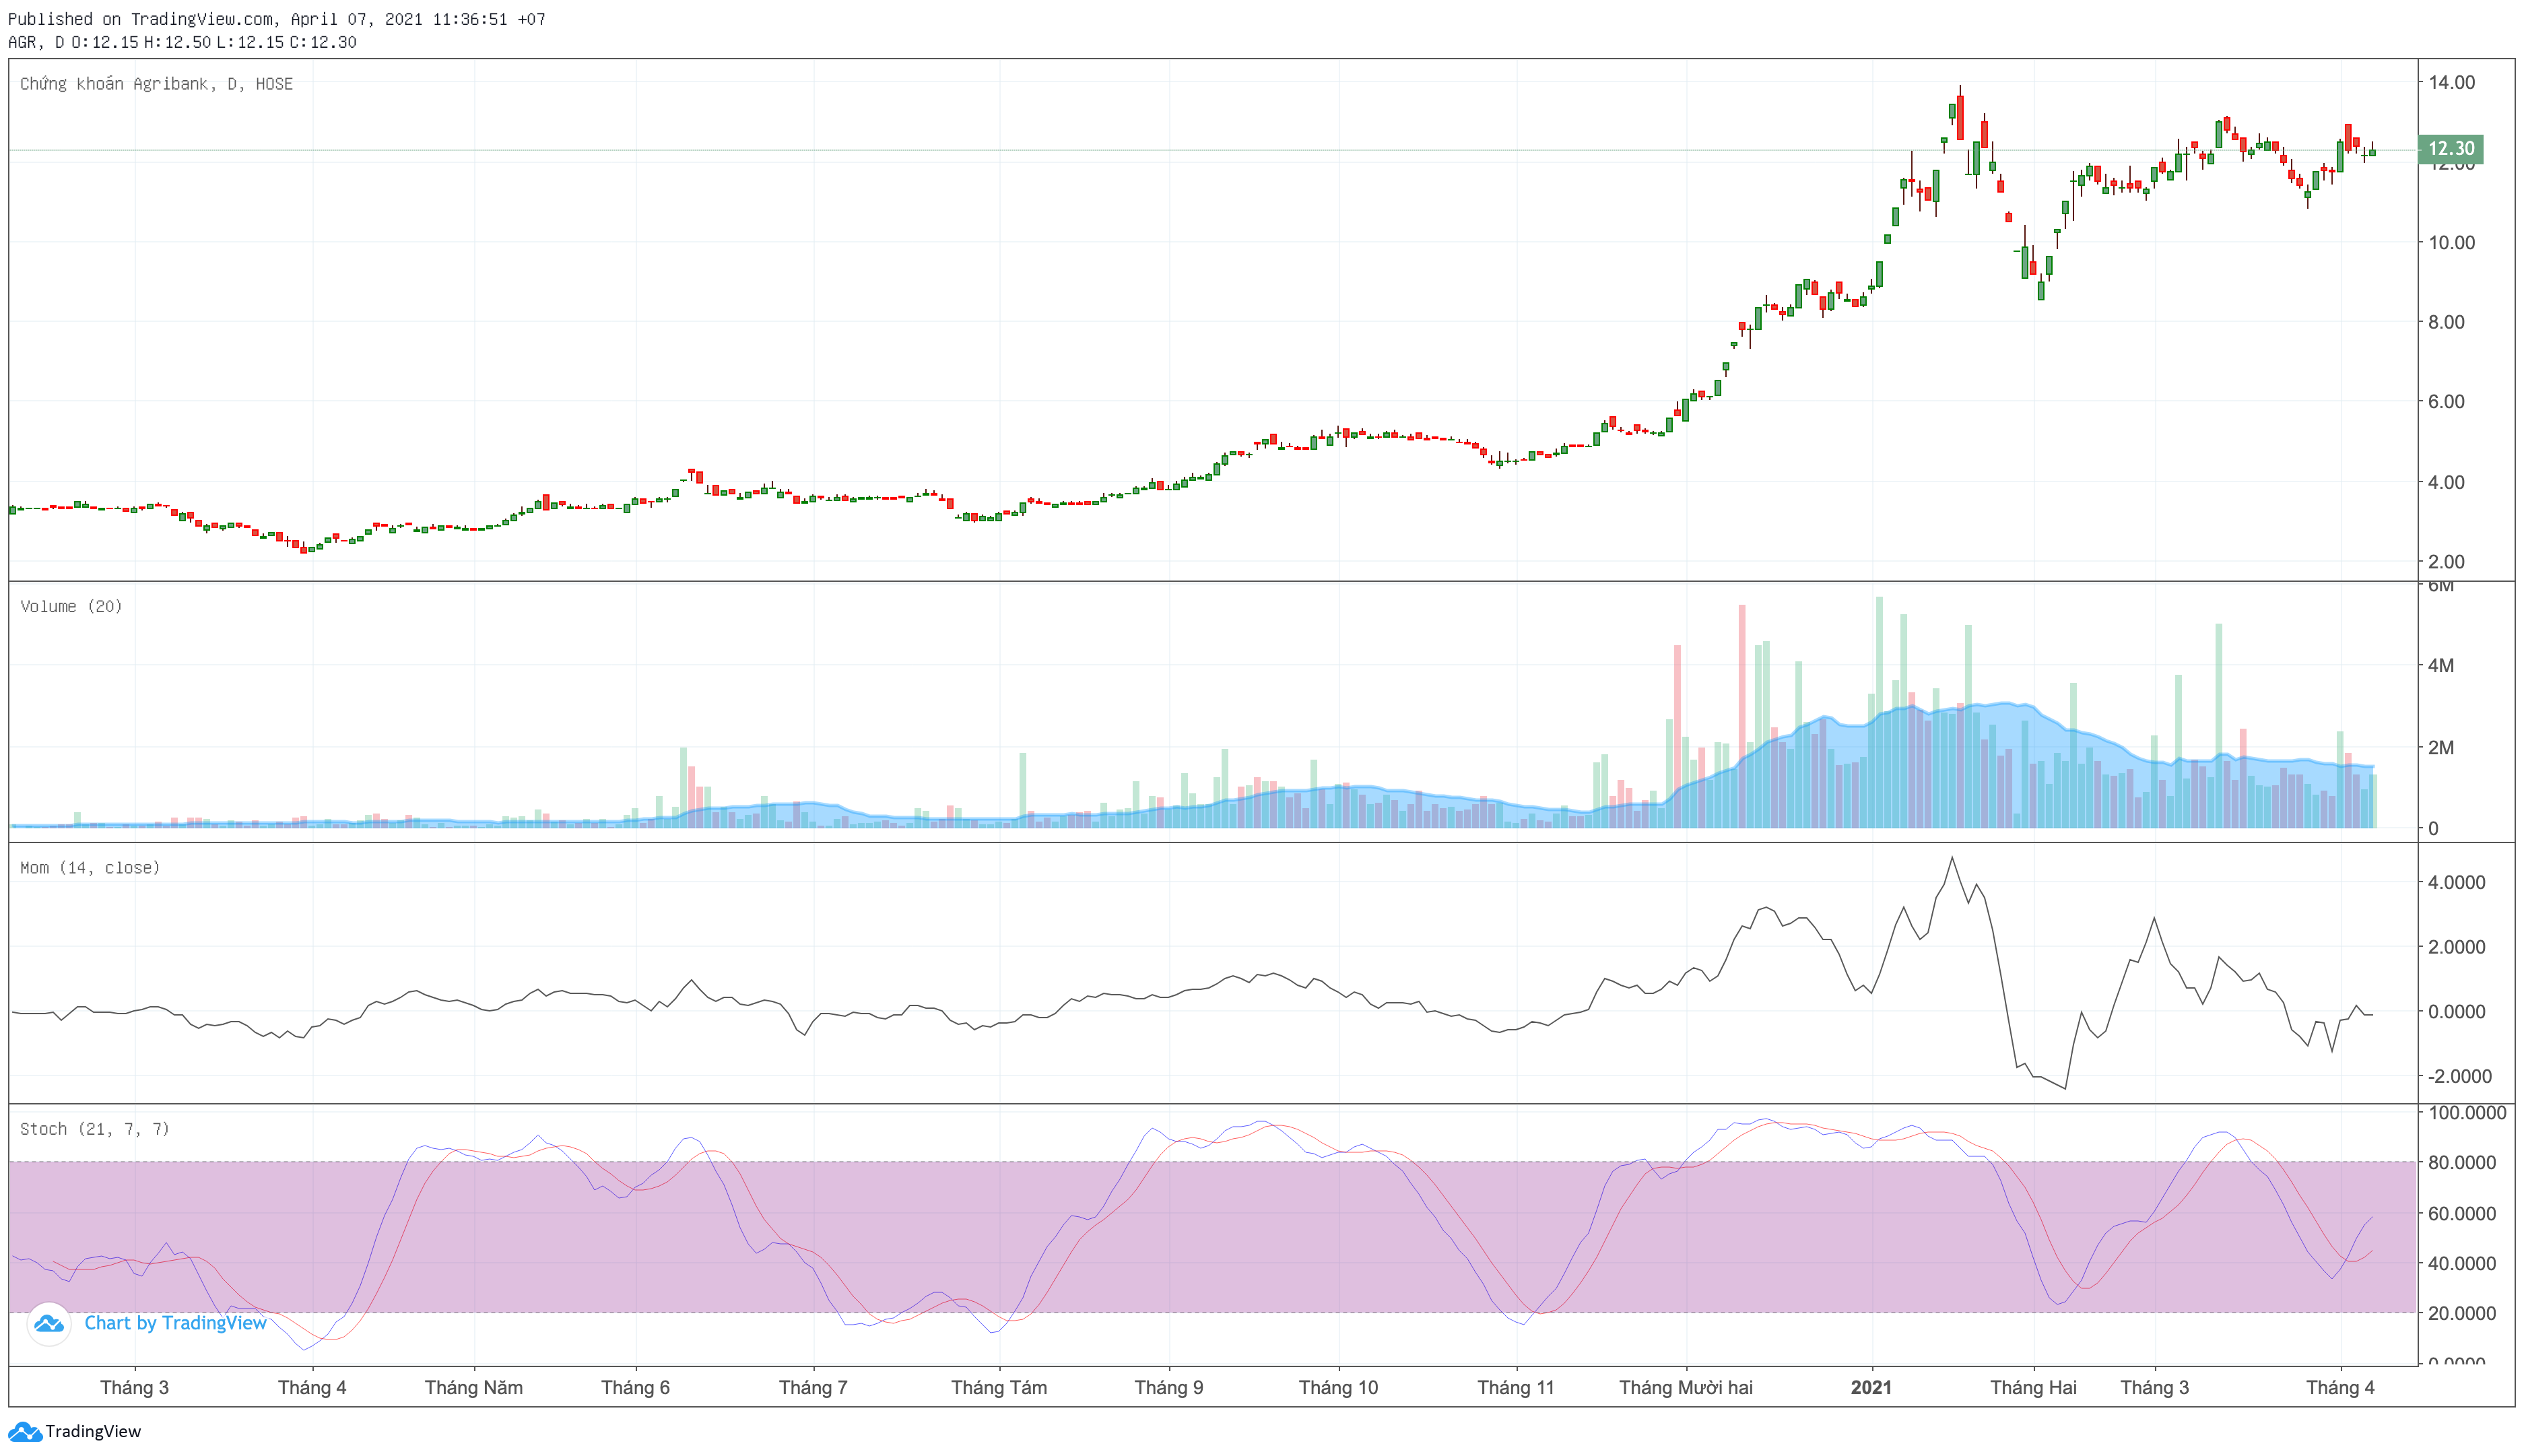 Published on TradingView.com, April 07, 2021 11:36:51 +07
AGR, D O:12.15 H:12.50 L:12.15 C:12.30
Chứng khoán Agribank, D, HOSE
14.00
12.30
12.00
10.00
8.00
6.00
4.00
2.00
Volume (20)
6M
4M
2M
0
Mom (14, close)
4.0000
2.0000
0.0000
-2.0000
Stoch (21, 7, 7)
100.0000
80.0000
60.0000
40.0000
20.0000
0.0000
Chart by TradingView
Tháng 3 Tháng 4 Tháng Năm Tháng 6 Tháng 7 Tháng Tám Tháng 9 Tháng 10 Tháng 11 Tháng Mười hai 2021 Tháng Hai Tháng 3 Tháng 4
TradingView